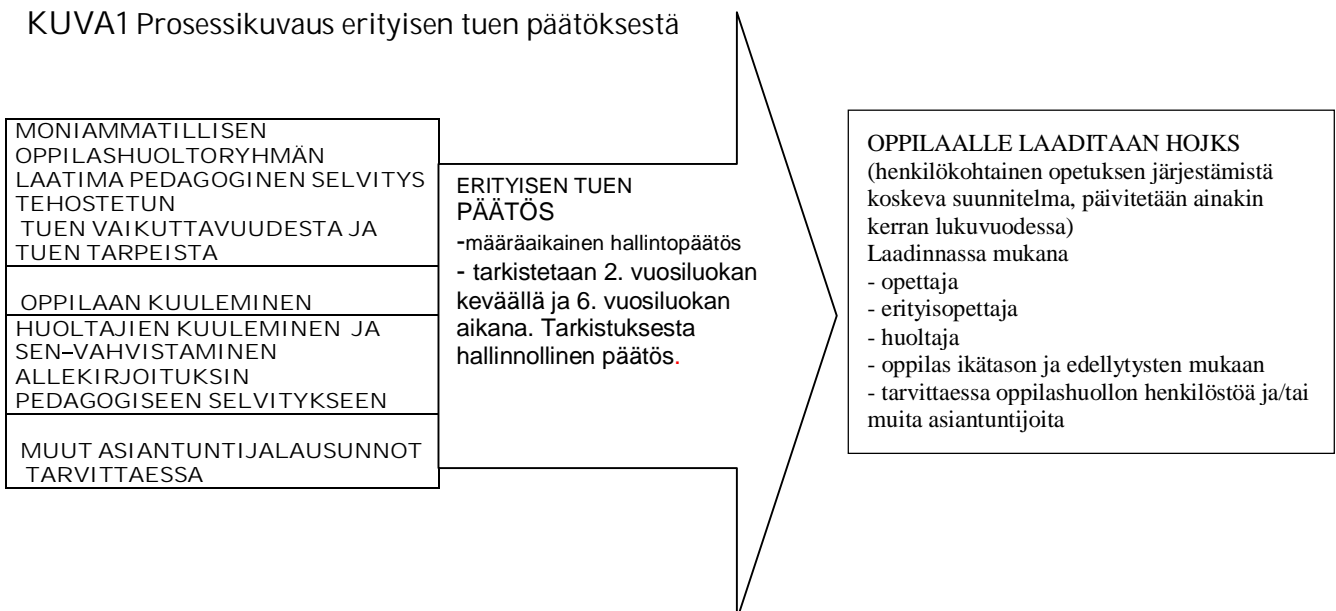 KUVA1 Prosessikuvaus erityisen tuen päätöksestä
MONIAMMATILLISEN
OPPILASHUOLTORYHMÄN
LAATIMA PEDAGOGINEN SELVITYS
TEHOSTETUN
TUEN VAIKUTTAVUUDESTA JA
TUEN TARPEISTA
OPPILAAN KUULEMINEN
HUOLTAJIEN KUULEMINEN JA
SEN–VAHVISTAMINEN
ALLEKIRJOITUKSIN
PEDAGOGISEEN SELVITYKSEEN
MUUT ASIANTUNTIJALAUSUNNOT
TARVITTAESSA
ERITYISEN TUEN
PÄÄTÖS
-määräaikainen hallintopäätös
- tarkistetaan 2. vuosiluokan
keväällä ja 6. vuosiluokan
aikana. Tarkistuksesta
hallinnollinen päätös.
OPPILAALLE LAADITAAN HOJKS
(henkilökohtainen opetuksen järjestämistä
koskeva suunnitelma, päivitetään ainakin
kerran lukuvuodessa)
Laadinnassa mukana
- opettaja
- erityisopettaja
- huoltaja
- oppilas ikätason ja edellytysten mukaan
- tarvittaessa oppilashuollon henkilöstöä ja/tai
muita asiantuntijoita